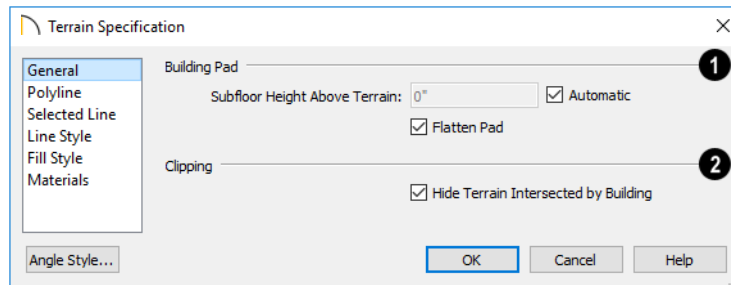 Terrain Specification
General
Polyline
Selected Line
Line Style
Fill Style
Materials
Building Pad
1
Subfloor Height Above Terrain: 0" Automatic
Flatten Pad
Clipping
2
Hide Terrain Intersected by Building
Angle Style... OK Cancel Help